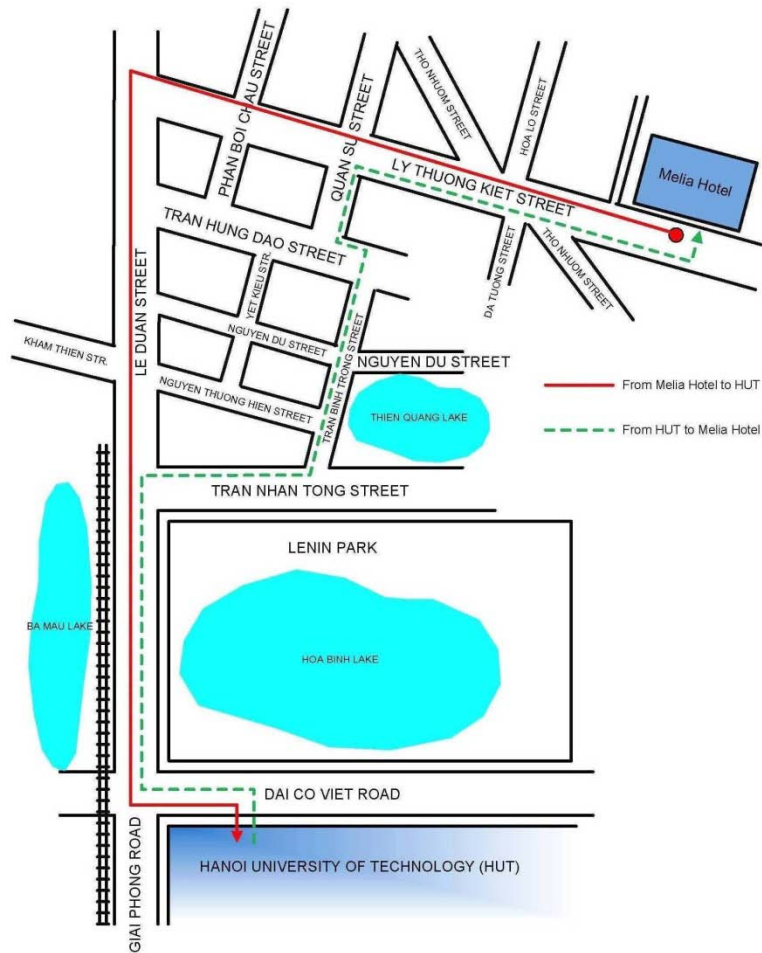 PHAN BOI CHAU STREET
QUAN SU STREET
THO NHUOM STREET
HOA LO STREET
Melia Hotel
LY THUONG KIET STREET
TRAN HUNG DAO STREET
YET KIEU STR.
DA TUONG STREET
THO NHUOM STREET
LE DUAN STREET
KHAM THIEN STR.
NGUYEN DU STREET
NGUYEN DU STREET
TRAN BINH TRONG STREET
NGUYEN THUONG HIEN STREET
THIEN QUANG LAKE
From Melia Hotel to HUT
From HUT to Melia Hotel
TRAN NHAN TONG STREET
LENIN PARK
BA MAU LAKE
HOA BINH LAKE
DAI CO VIET ROAD
HANOI UNIVERSITY OF TECHNOLOGY (HUT)
GIAI PHONG ROAD